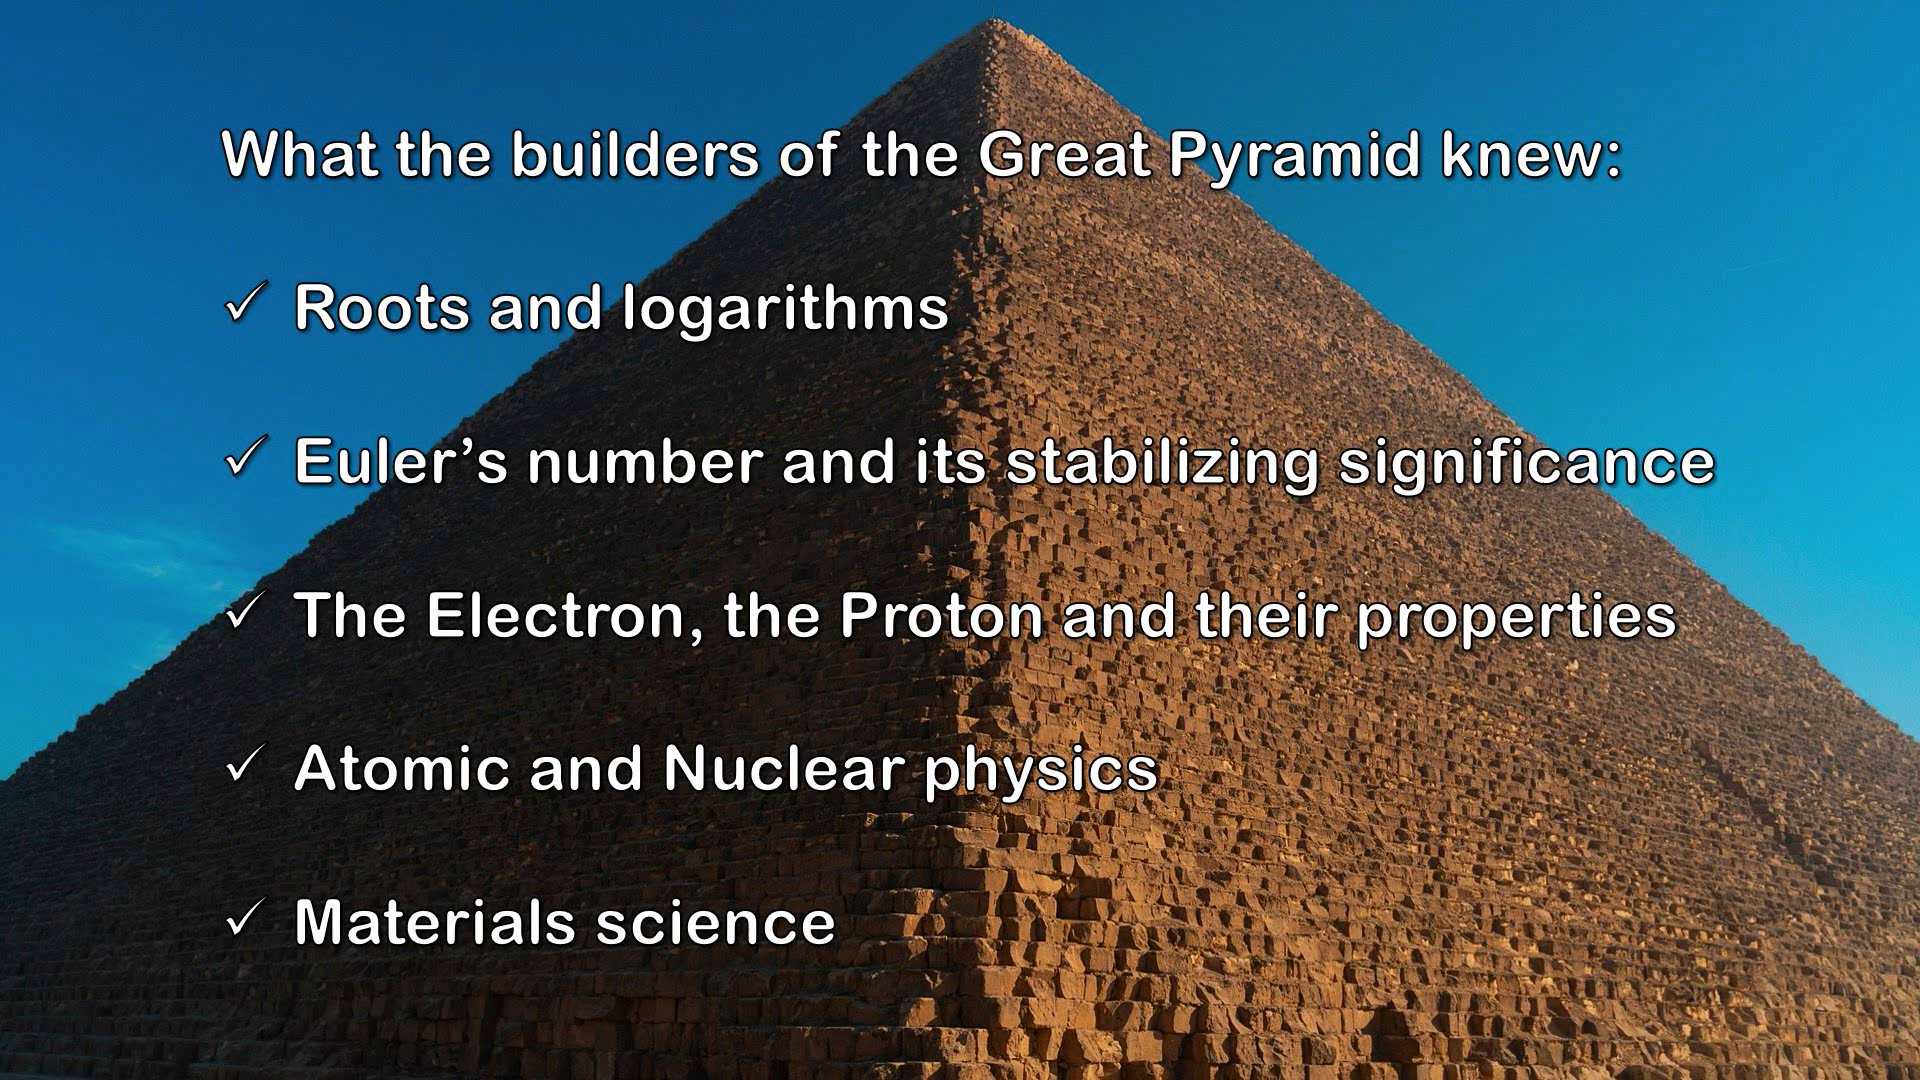 What the builders of the Great Pyramid knew:
✓ Roots and logarithms
✓ Euler’s number and its stabilizing significance
✓ The Electron, the Proton and their properties
✓ Atomic and Nuclear physics
✓ Materials science